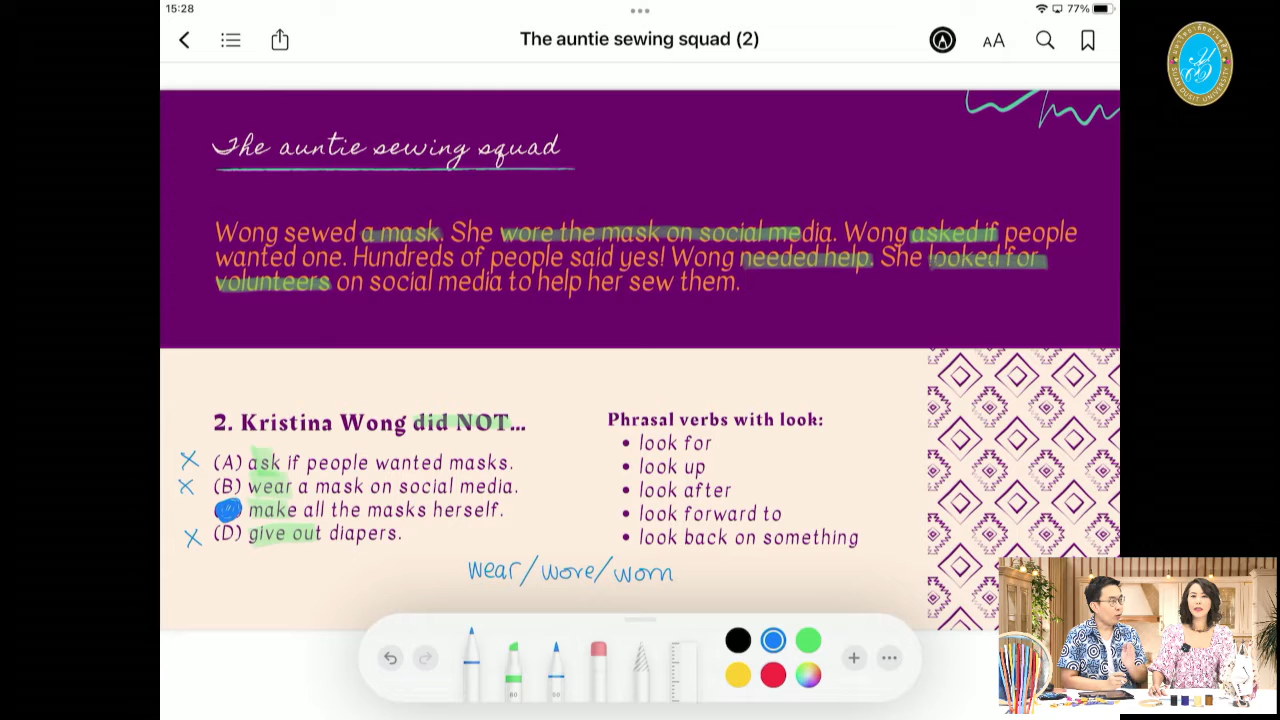 15:28
77%
The auntie sewing squad (2)
AA
The auntie sewing squad
Wong sewed a mask. She wore the mask on social media. Wong asked if people
wanted one. Hundreds of people said yes! Wong needed help. She looked for
volunteers on social media to help her sew them.
2. Kristina Wong did NOT...
(A) ask if people wanted masks.
(B) wear a mask on social media.
make all the masks herself.
(D) give out diapers.
wear/wore/worn
Phrasal verbs with look:
• look for
• look up
• look after
• look forward to
• look back on something
SUAN DUSIT UNIVERSITY